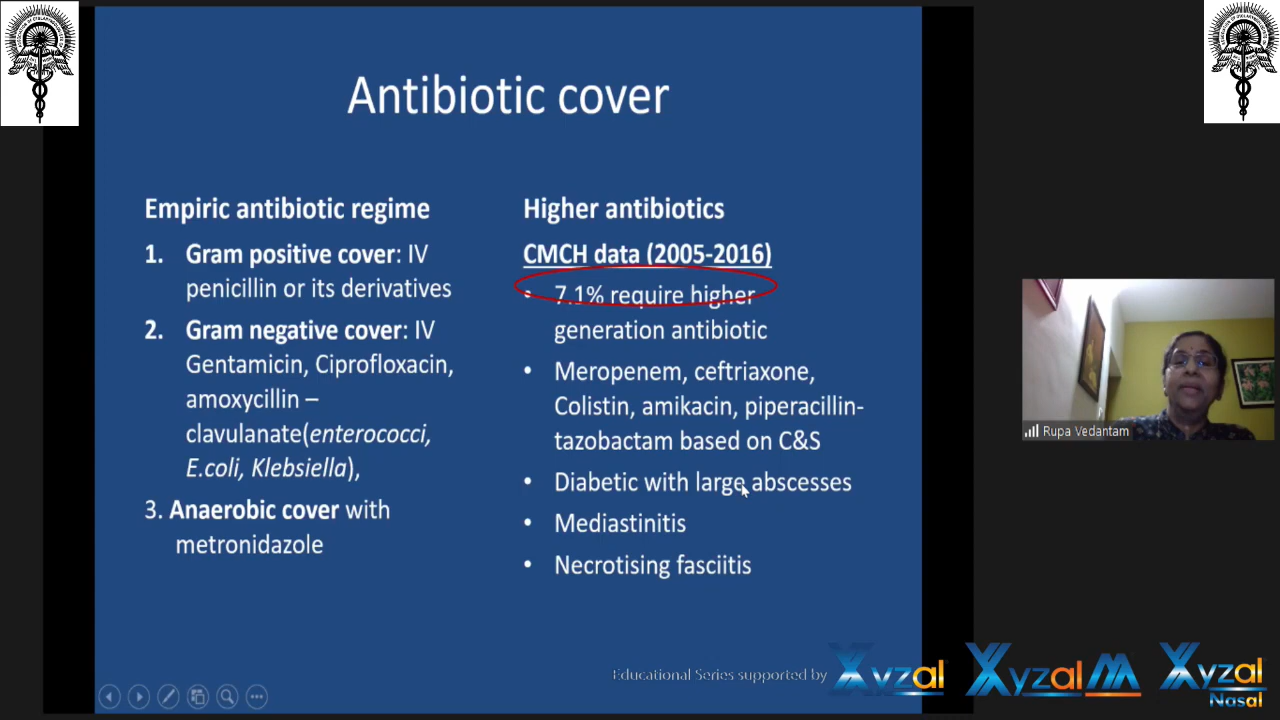 Antibiotic cover
Empiric antibiotic regime
1. Gram positive cover: IV
penicillin or its derivatives
2. Gram negative cover: IV
Gentamicin, Ciprofloxacin,
amoxycillin –
clavulanate(enterococci,
E.coli, Klebsiella),
3. Anaerobic cover with
metronidazole
Higher antibiotics
CMCH data (2005-2016)
• 7.1% require higher
generation antibiotic
• Meropenem, ceftriaxone,
Colistin, amikacin, piperacillin-
tazobactam based on C&S
• Diabetic with large abscesses
• Mediastinitis
• Necrotising fasciitis
Rupa Vedantam
Educational Series supported by
Xyzal
Xyzal M
Xyzal
Nasal